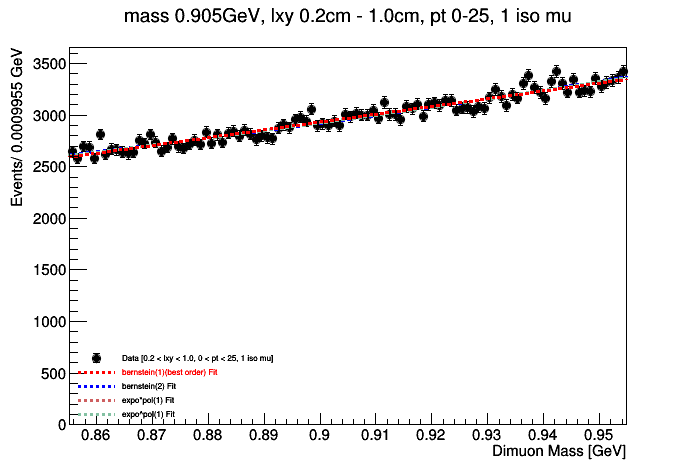 mass 0.905GeV, lxy 0.2cm - 1.0cm, pt 0-25, 1 iso mu
Events/ 0.0009955 GeV
3500
3000
2500
2000
1500
1000
500
0
Data [0.2 < lxy < 1.0, 0 < pt < 25, 1 iso mu]
bernstein(1)(best order) Fit
bernstein(2) Fit
expo*pol(1) Fit
expo^pol(1) Fit
0.86 0.87 0.88 0.89 0.9 0.91 0.92 0.93 0.94 0.95
Dimuon Mass [GeV]